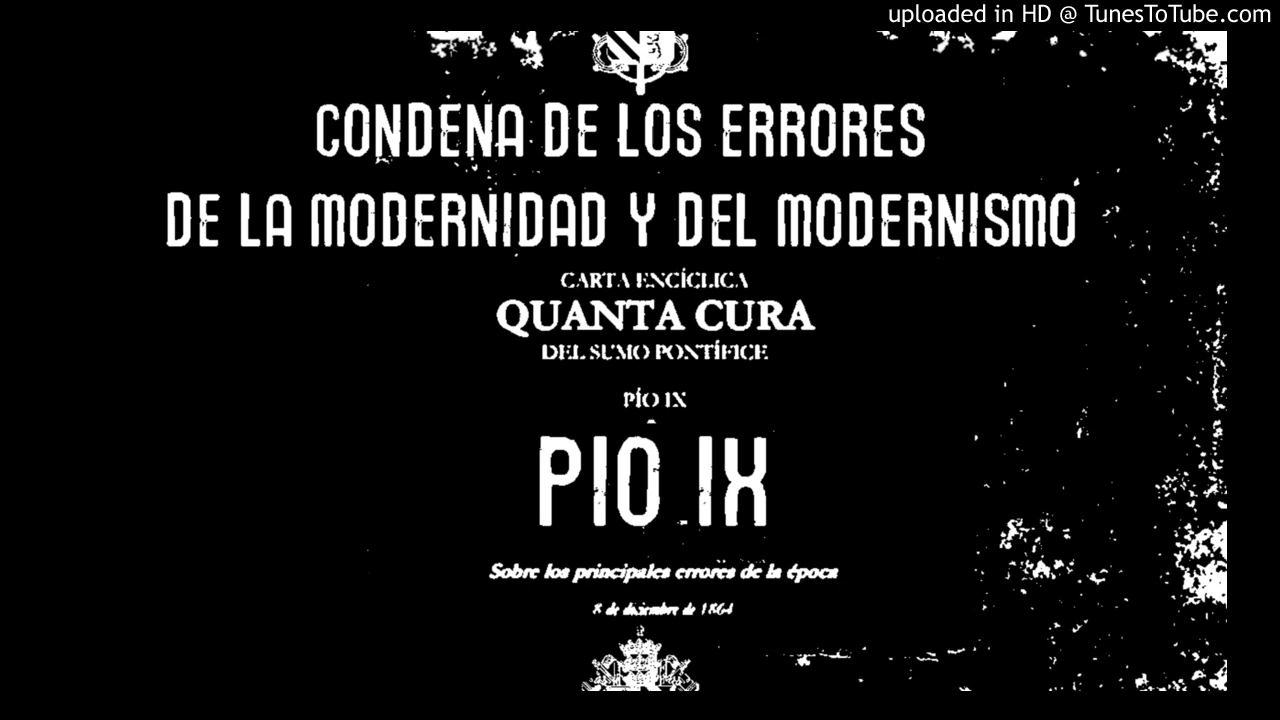 uploaded in HD @ TunesToTube.com
CONDENA DE LOS ERRORES
DE LA MODERNIDAD Y DEL MODERNISMO
CARTA ENCÍCLICA
QUANTA CURA
DEL SUMO PONTÍFICE
PÍO IX
PIO IX
Sobre los principales errores de la época
8 de diciembre de 1864